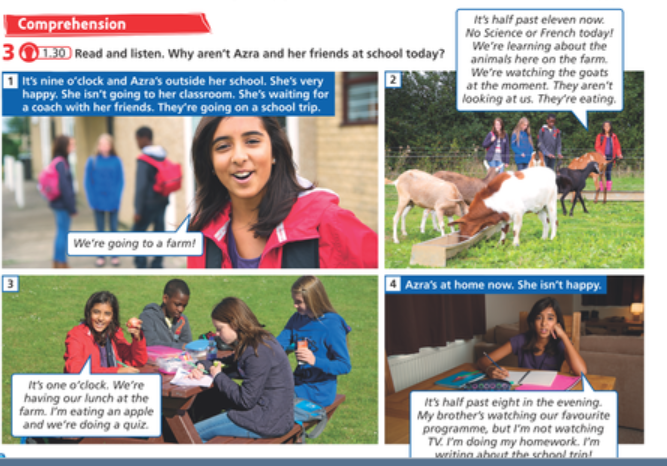 Comprehension
3 1.30 Read and listen. Why aren't Azra and her friends at school today?
1 It's nine o'clock and Azra's outside her school. She's very
happy. She isn't going to her classroom. She's waiting for
a coach with her friends. They're going on a school trip.
We're going to a farm!
2
It's half past eleven now.
No Science or French today!
We're learning about the
animals here on the farm.
We're watching the goats
at the moment. They aren't
looking at us. They're eating.
3
It's one o'clock. We're
having our lunch at the
farm. I'm eating an apple
and we're doing a quiz.
4 Azra's at home now. She isn't happy.
It's half past eight in the evening.
My brother's watching our favourite
programme, but I'm not watching
TV. I'm doing my homework. I'm
writing about the school trip!